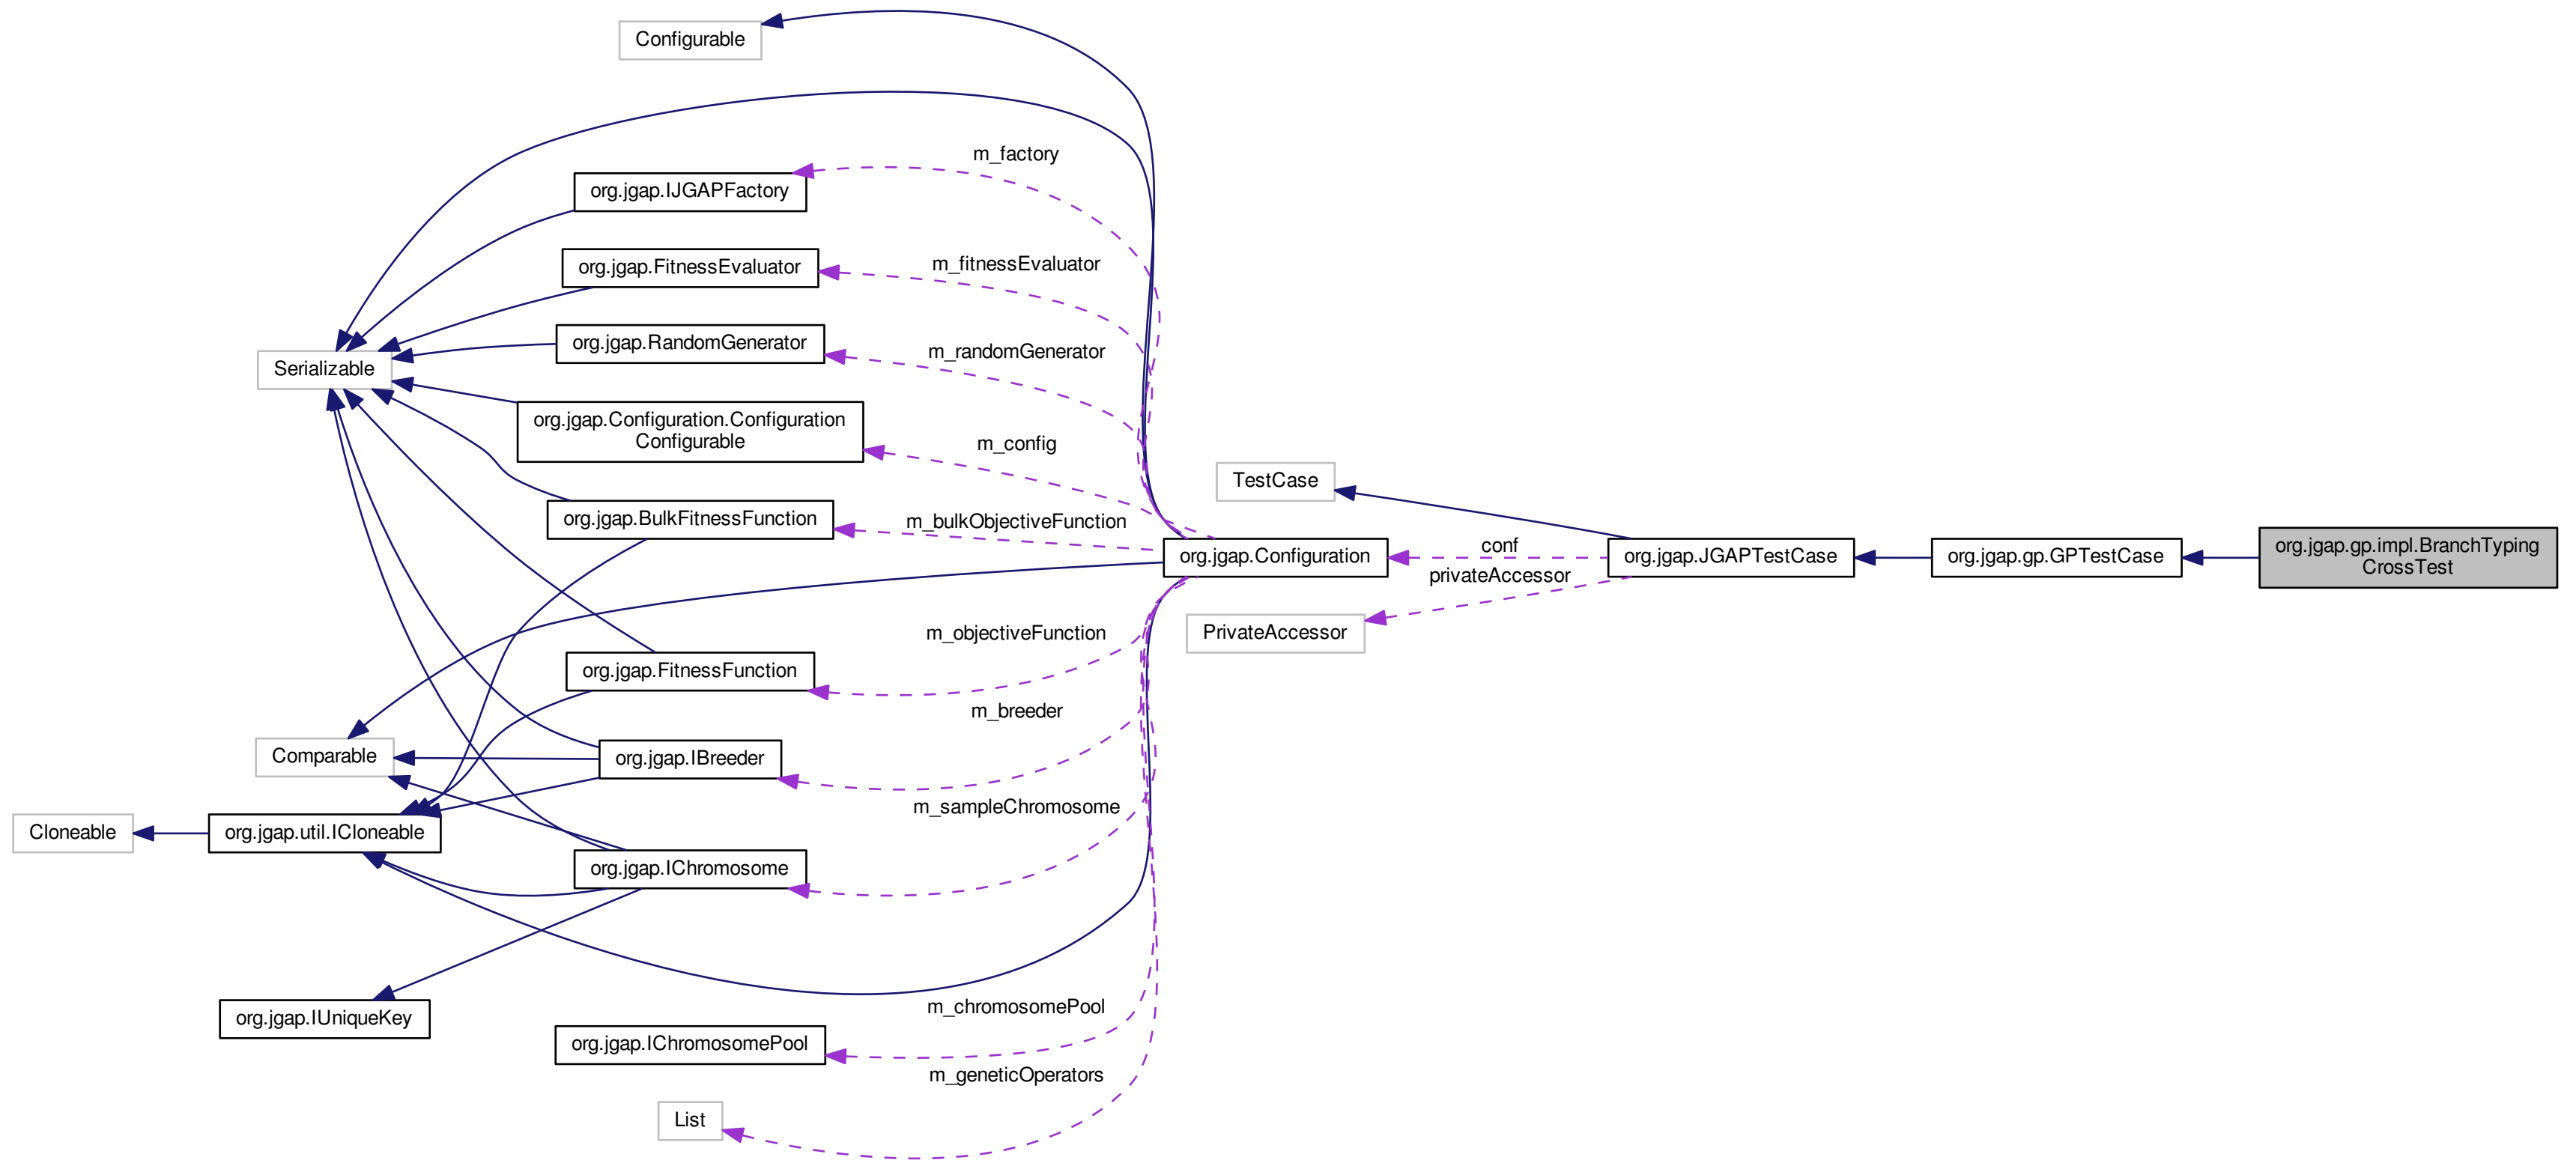 Configurable
m_factory
org.jgap.IJGAPFactory
m_fitnessEvaluator
org.jgap.FitnessEvaluator
m_randomGenerator
org.jgap.RandomGenerator
Serializable
org.jgap.Configuration.Configuration
Configurable
m_config
TestCase
org.jgap.BulkFitnessFunction
m_bulkObjectiveFunction
org.jgap.Configuration
conf
org.jgap.JGAPTestCase
org.jgap.gp.GPTestCase
org.jgap.gp.impl.BranchTyping
CrossTest
privateAccessor
PrivateAccessor
m_objectiveFunction
org.jgap.FitnessFunction
m_breeder
Comparable
org.jgap.IBreeder
m_sampleChromosome
Cloneable
org.jgap.util.ICloneable
org.jgap.IChromosome
m_chromosomePool
org.jgap.IUniqueKey
org.jgap.IChromosomePool
m_geneticOperators
List